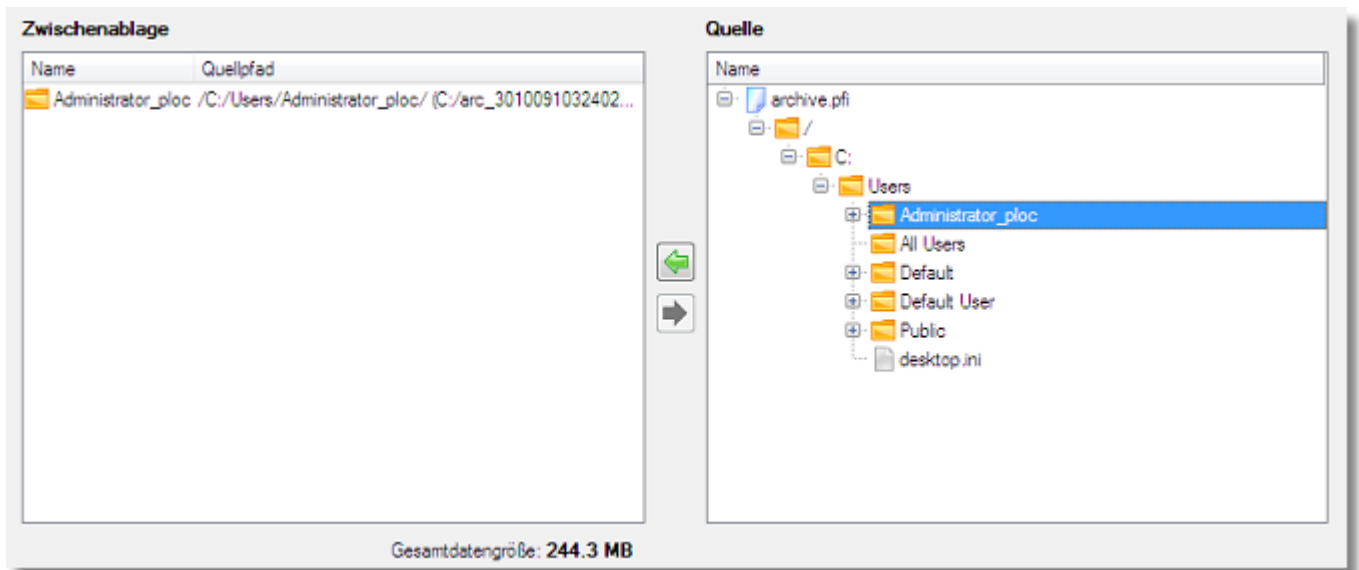 Zwischenablage
Name Quellpfad
Administrator_ploc /C:/Users/Administrator_ploc/ (C:/arc_3010091032402...
Gesamtdatengröße: 244.3 MB
Quelle
Name
archive.pfi
/
C:
Users
Administrator_ploc
All Users
Default
Default User
Public
desktop.ini